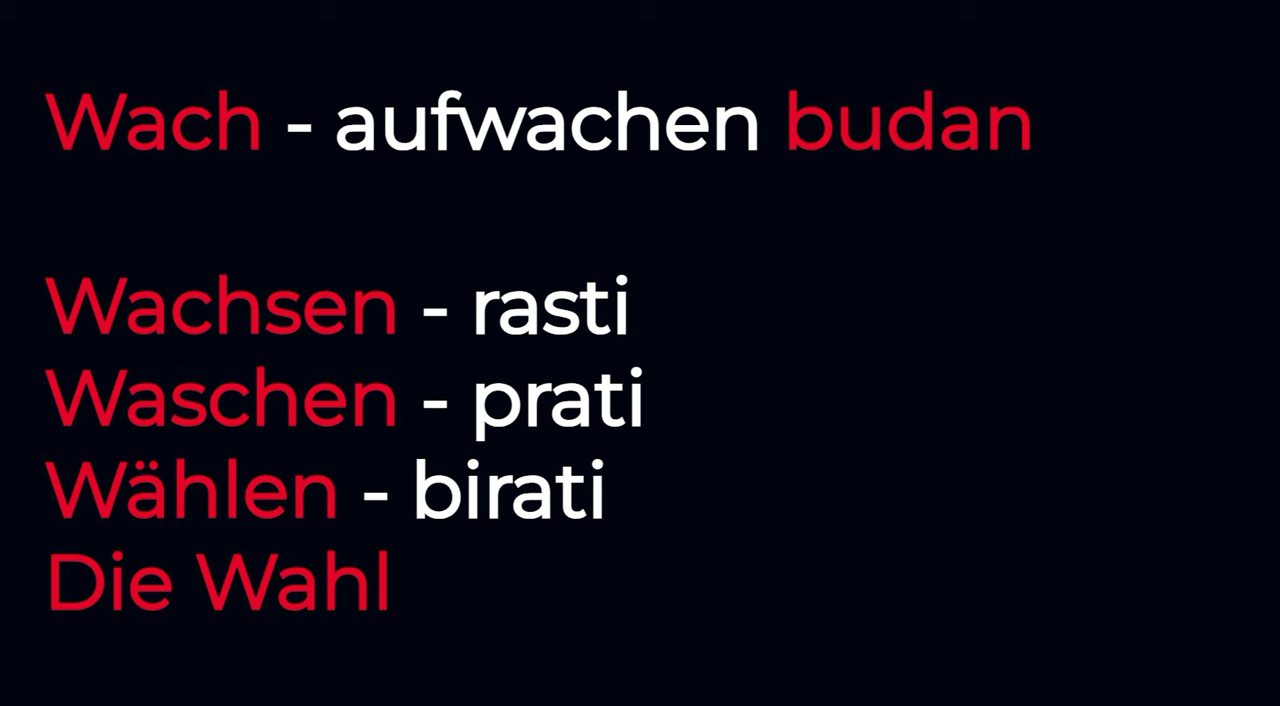 Wach - aufwachen budan
Wachsen - rasti
Waschen - prati
Wählen - birati
Die Wahl